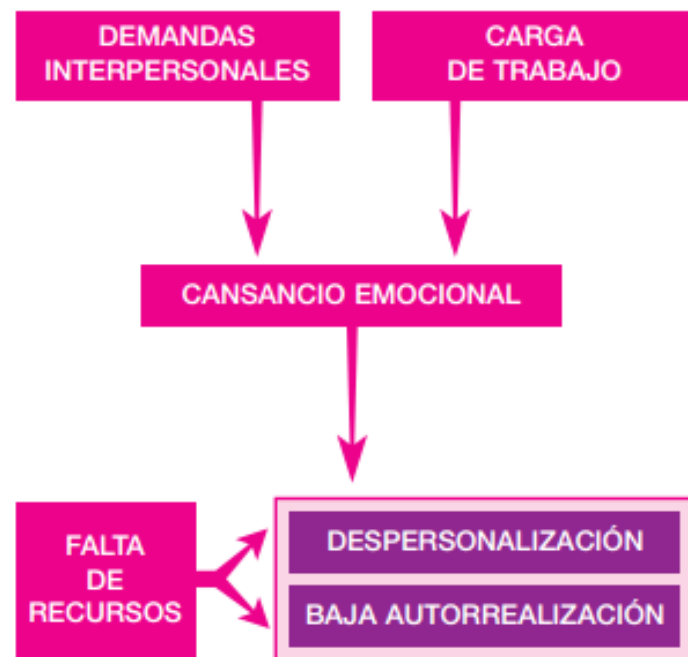 DEMANDAS
INTERPERSONALES
CARGA
DE TRABAJO
CANSANCIO EMOCIONAL
FALTA
DE
RECURSOS
DESPERSONALIZACIÓN
BAJA AUTORREALIZACIÓN